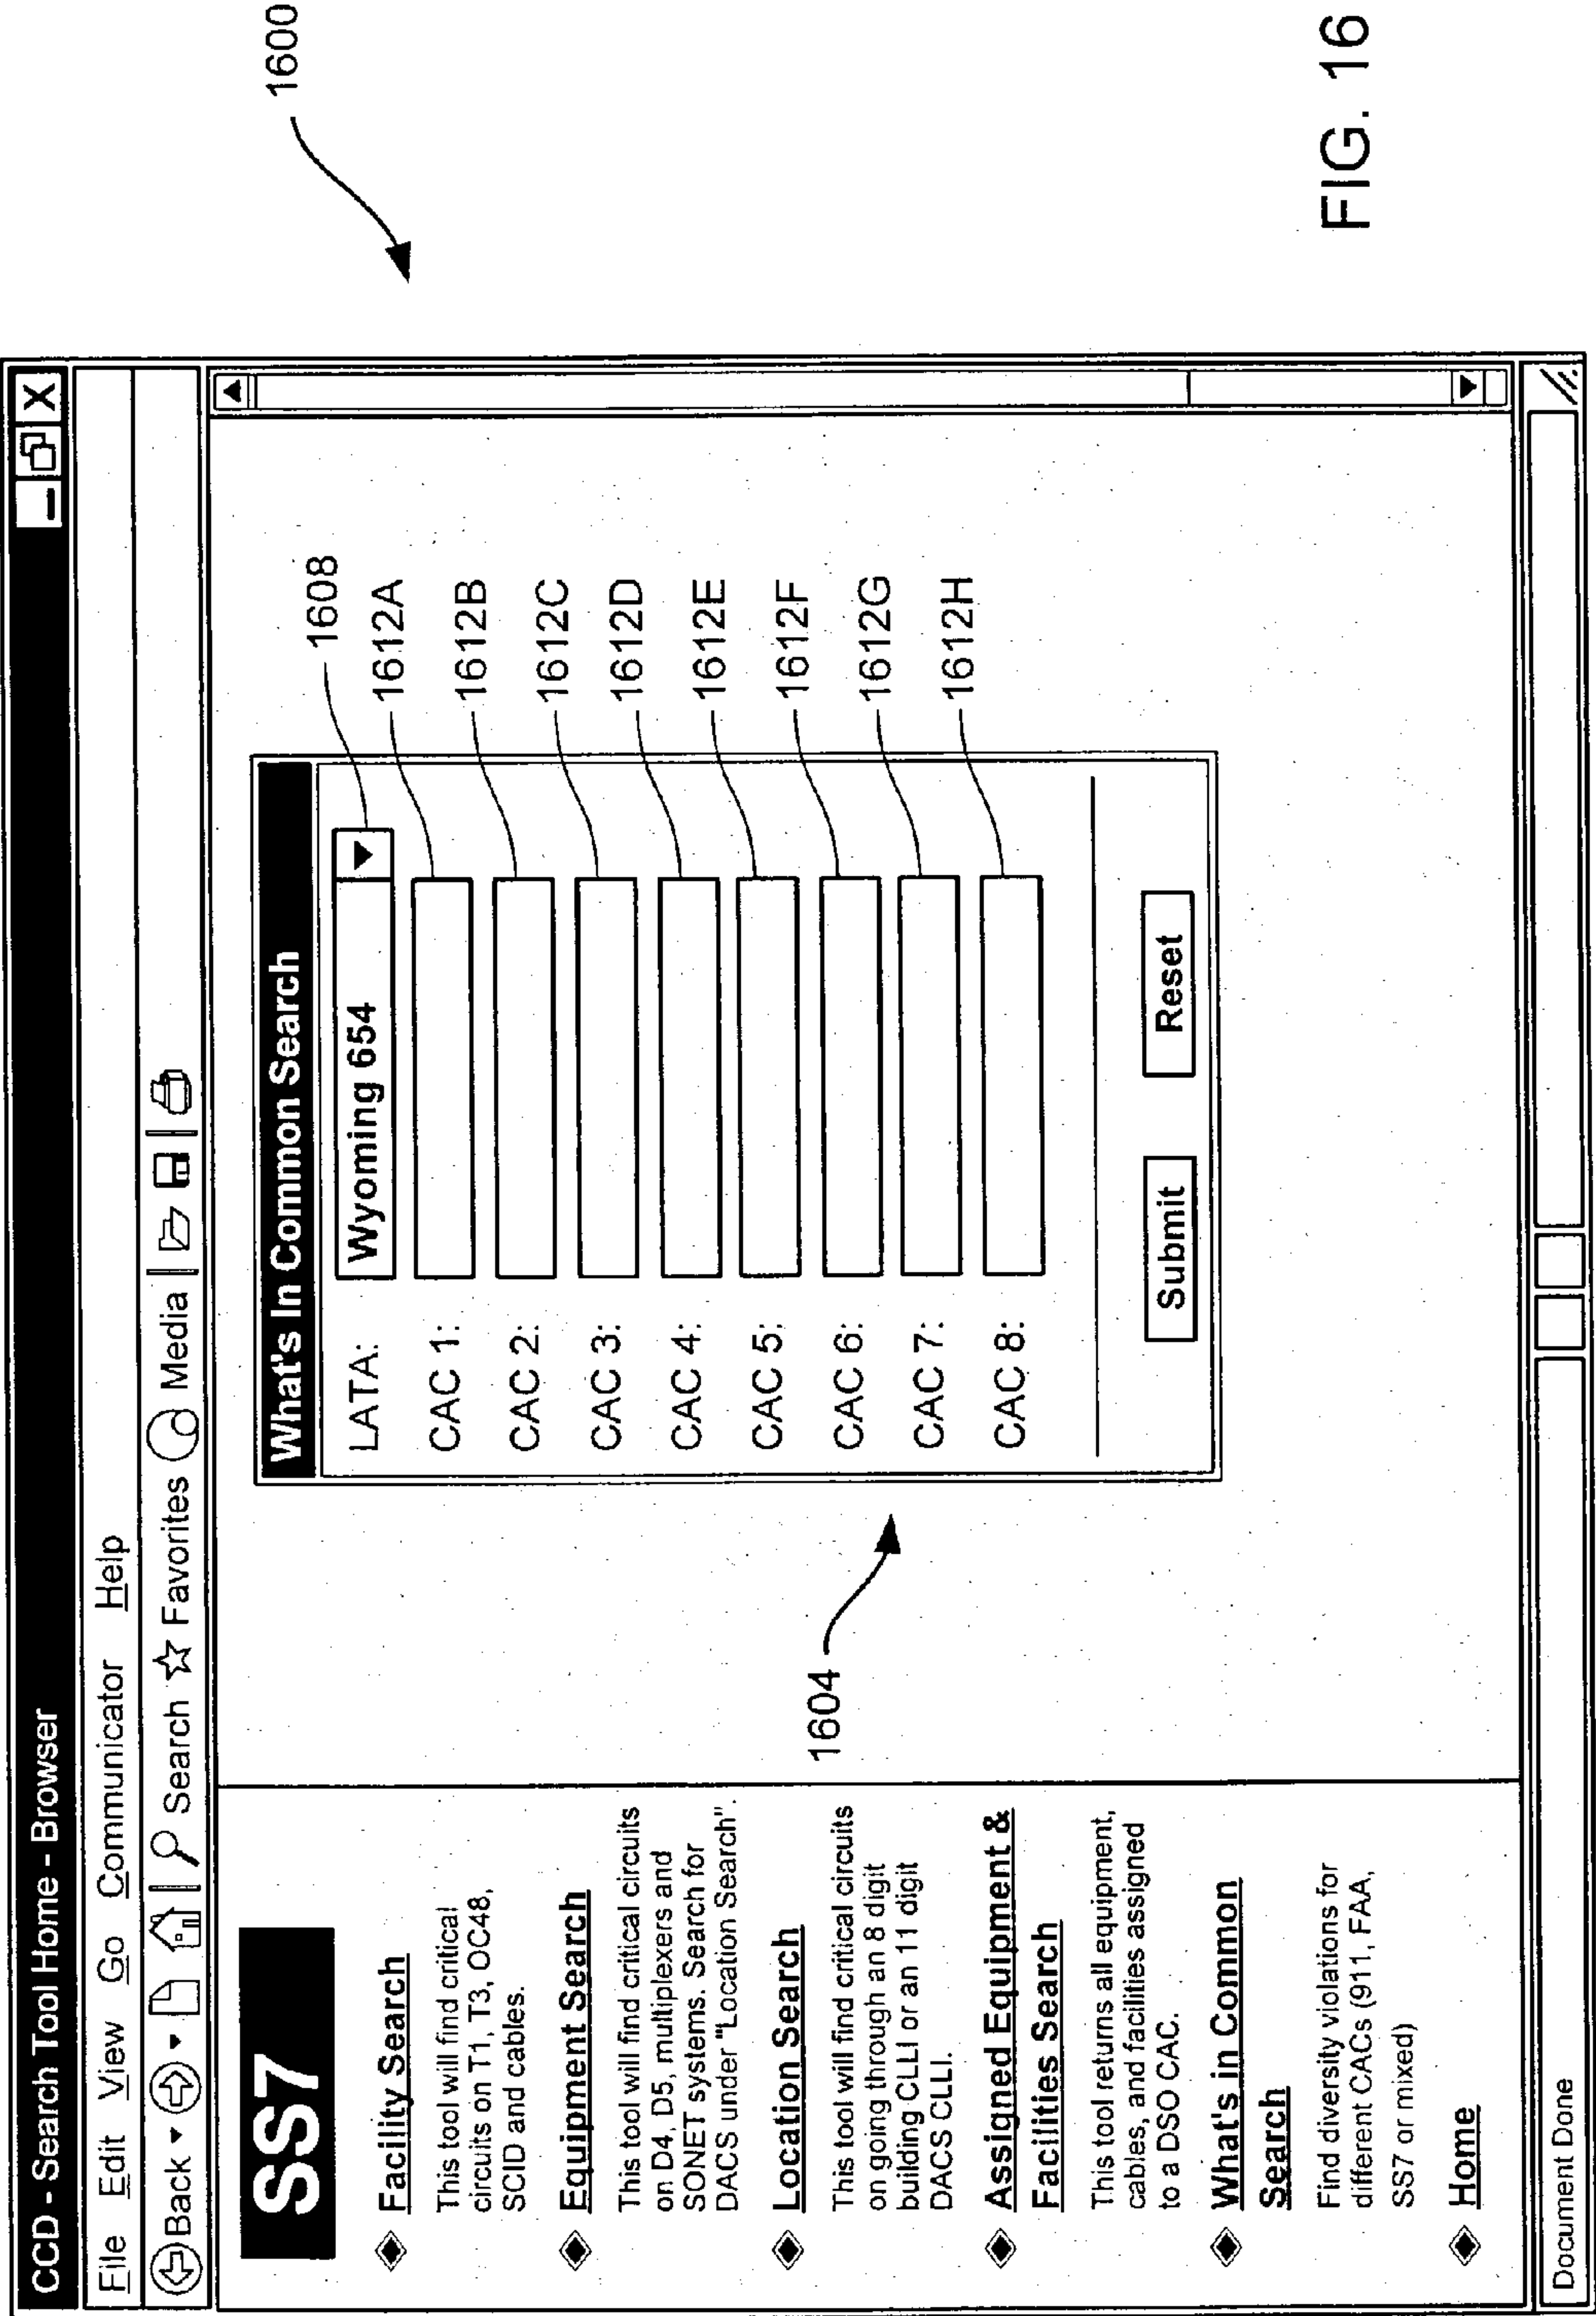 CCD - Search Tool Home - Browser
File Edit View Go Communicator Help
Back Search Favorites Media
SS7
Facility Search
This tool will find critical
circuits on T1, T3, OC48,
SCID and cables.
Equipment Search
This tool will find critical circuits
on D4, D5, multiplexers and
SONET systems. Search for
DACS under "Location Search".
Location Search
This tool will find critical circuits
on going through an 8 digit
building CLLI or an 11 digit
DACS CLLI.
Assigned Equipment &
Facilities Search
This tool returns all equipment,
cables, and facilities assigned
to a DSO CAC.
What's in Common
Search
Find diversity violations for
different CACs (911, FAA,
SS7 or mixed)
Home
What's In Common Search
LATA: Wyoming 654 1608
CAC 1: 1612A
CAC 2: 1612B
CAC 3: 1612C
CAC 4: 1612D
CAC 5: 1612E
CAC 6: 1612F
CAC 7: 1612G
CAC 8: 1612H
Submit Reset
1604
Document Done
1600
FIG. 16